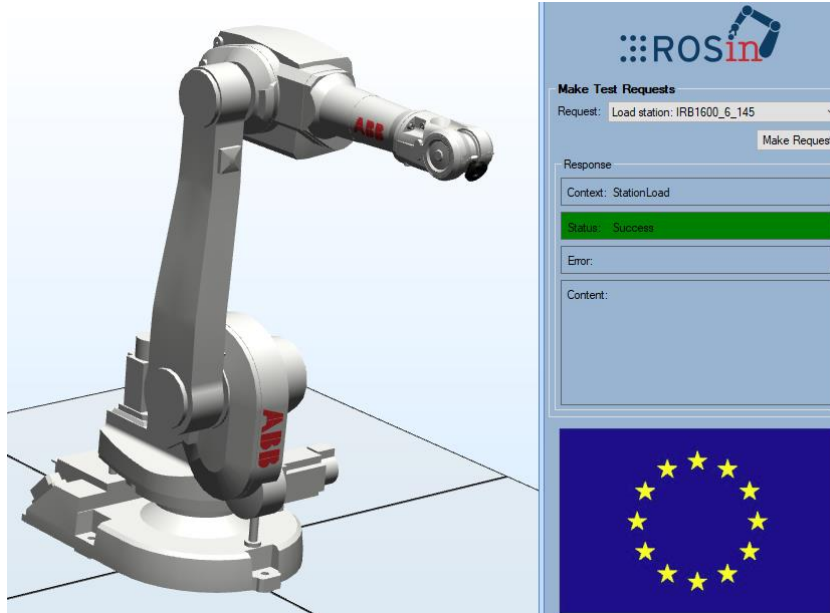 ABB
ABB
ROSin
Make Test Requests
Request: Load station: IRB1600_6_145
Make Request
Response
Context: StationLoad
Status: Success
Error:
Content: